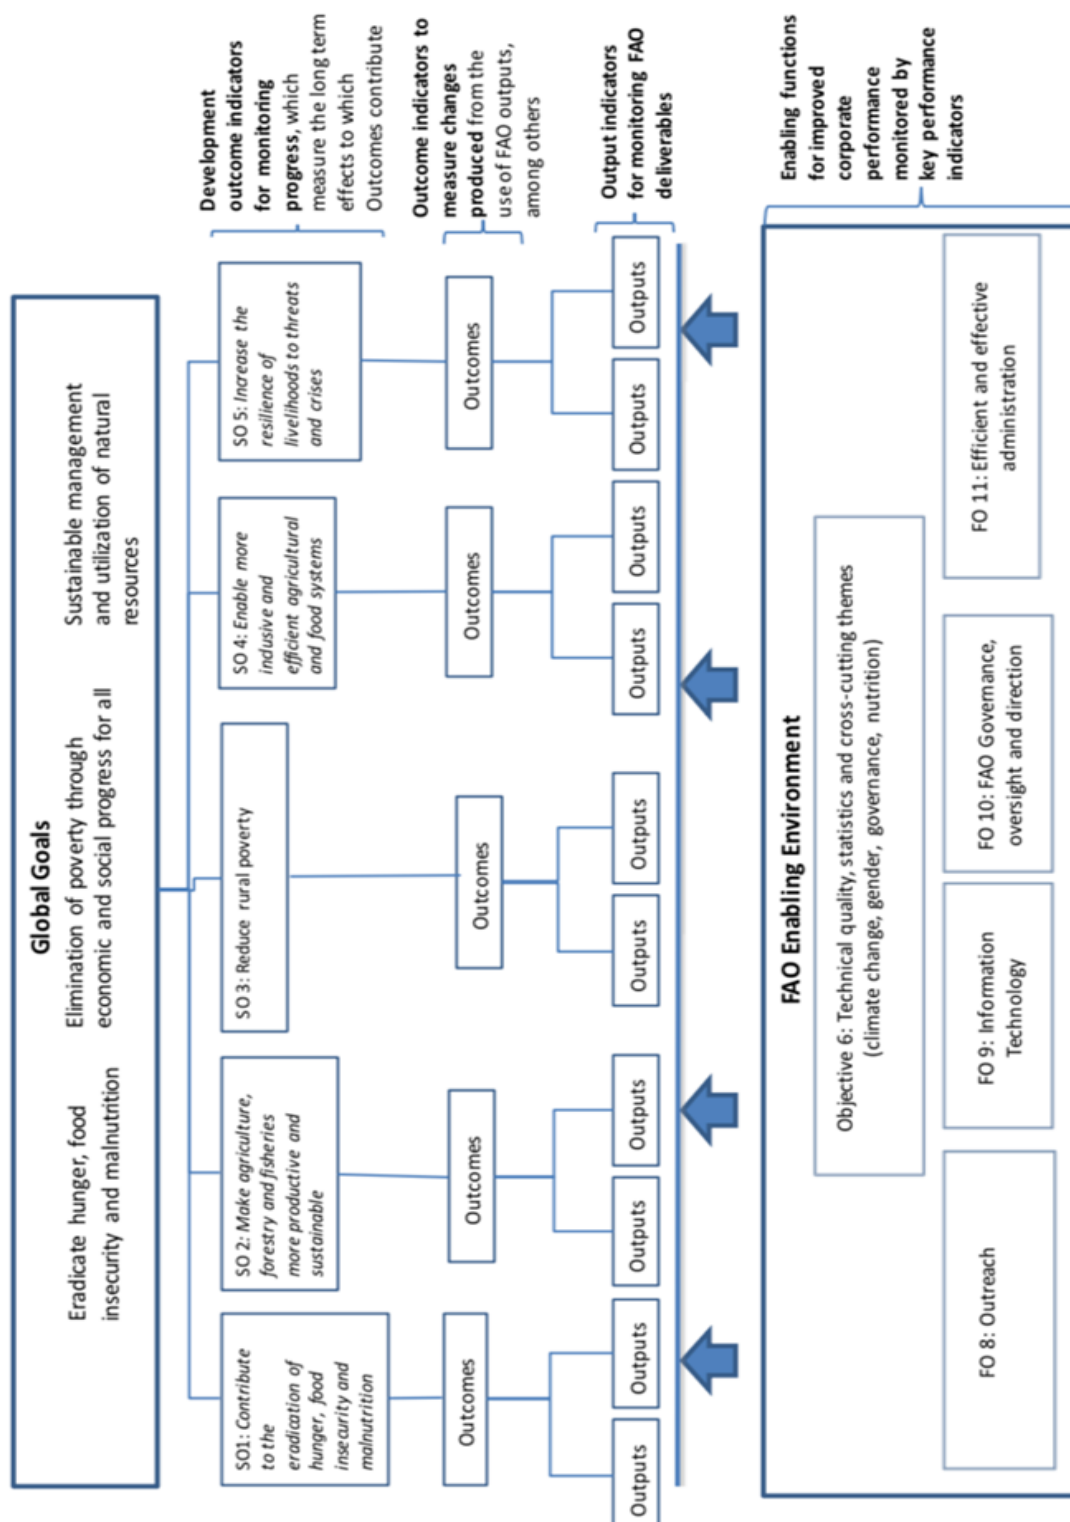 Global Goals
Eradicate hunger, food
insecurity and malnutrition
Elimination of poverty through
economic and social progress for all
Sustainable management
and utilization of natural
resources
SO1: Contribute
to the
eradication of
hunger, food
insecurity and
malnutrition
SO 2: Make agriculture,
forestry and fisheries
more productive and
sustainable
SO 3: Reduce rural poverty
SO 4: Enable more
indusive and
efficient agricultural
and food systems
SO 5: Increase the
resilience of
livelihoods to threats
and crises
Development
outcome indicators
for monitoring
progress, which
measure the long term
effects to which
Outcomes contribute
Outcomes
Outcomes
Outcomes
Outcomes
Outcomes
Outcome indicators to
measure changes
produced from the
use of FAO outputs,
among others
Outputs
Outputs
Outputs
Outputs
Outputs
Outputs
Outputs
Outputs
Outputs
Outputs
Output indicators
for monitoring FAO
deliverables
FAO Enabling Environment
Objective 6: Technical quality, statistics and cross-cutting themes
(climate change, gender, governance, nutrition)
FO 8: Outreach
FO 9: Information
Technology
FO 10: FAO Governance,
oversight and direction
FO 11: Efficient and effective
administration
Enabling functions
for improved
corporate
performance
monitored by
key performance
indicators